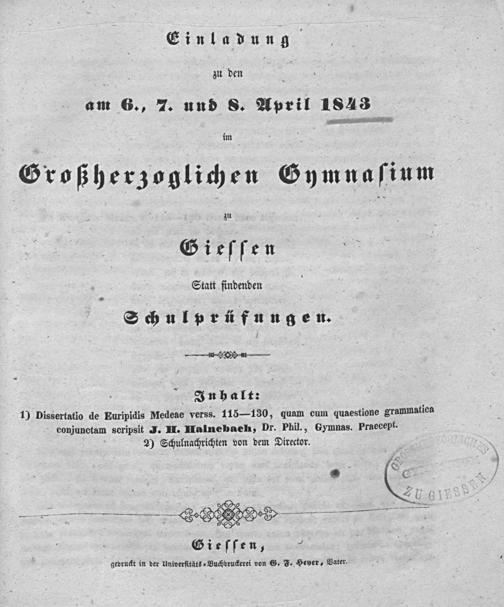 Einladung
zu den
am 6., 7. und 8. April 1843
im
Großherzoglichen Gymnasium
zu
Giessen
Statt findenden
Schulprüfungen.
Inhalt:
1) Dissertatio de Euripidis Medeae verss. 115—130, quam cum quaestione grammatica
conjunctam scripsit J. H. Hainebach, Dr. Phil., Gymnas. Praecept.
2) Schulnachrichten von dem Director.
ZU GIESSEN
Giessen,
gedruckt in der Universitäts-Buchdruckerei von G. F. Heyer, Vater.